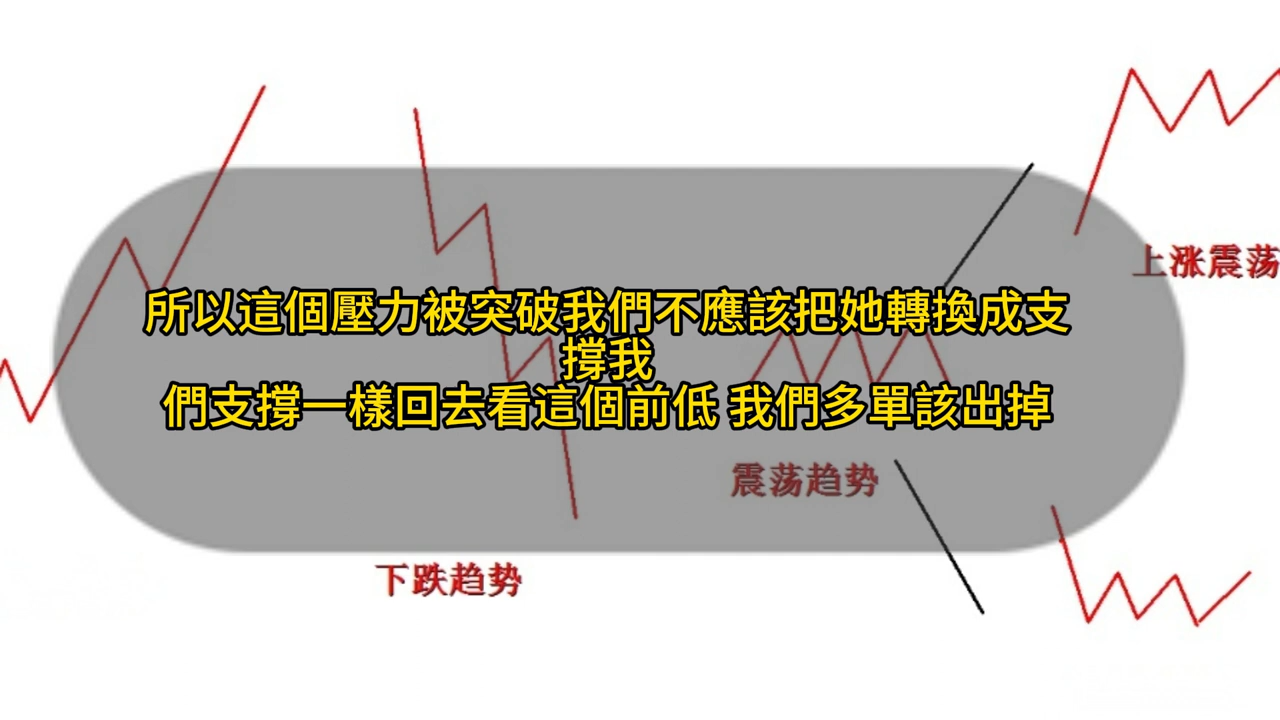 上涨震荡
所以這個壓力被突破我們不應該把她轉換成支
撐我
們支撐一樣回去看這個前低 我們多單該出掉
震荡趋势
下跌趋势